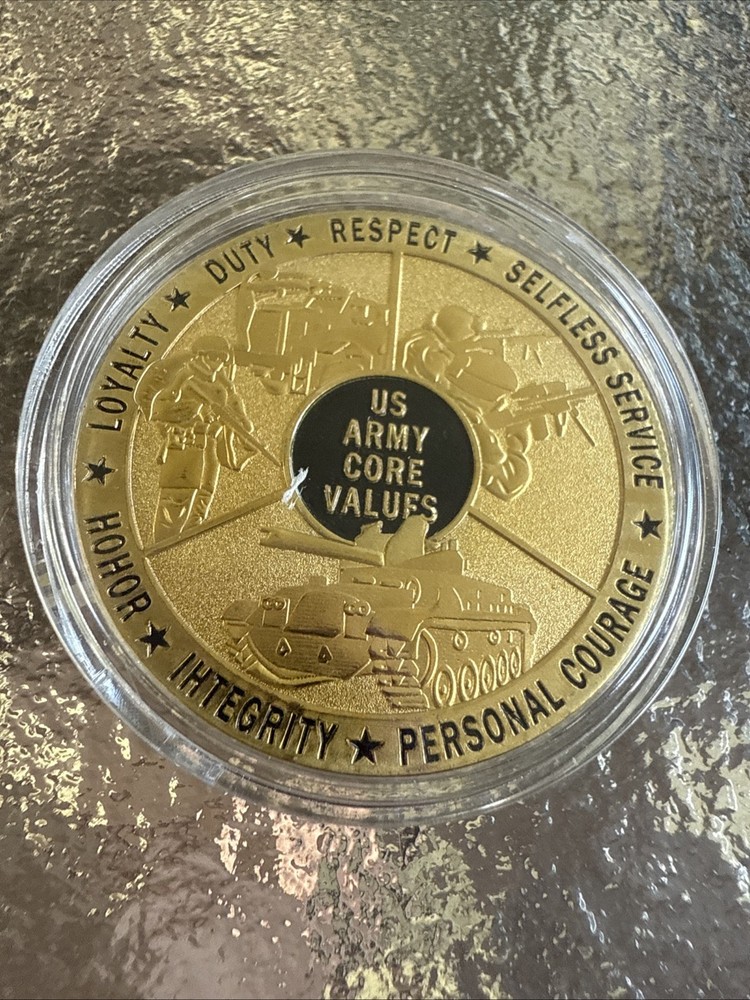 LOYALTY ★ DUTY ★ RESPECT ★ SELFLESS SERVICE ★ PERSONAL COURAGE ★ IHTEGRITY ★ HOHOR ★
US
ARMY
CORE
VALUES